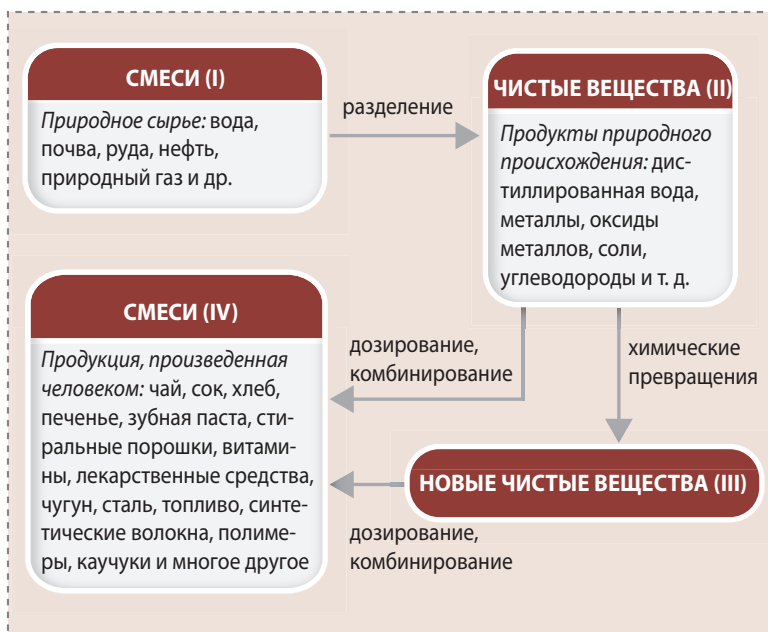 СМЕСИ (I)
Природное сырье: вода,
почва, руда, нефть,
природный газ и др.
разделение
ЧИСТЫЕ ВЕЩЕСТВА (II)
Продукты природного
происхождения: дис-
тиллированная вода,
металлы, оксиды
металлов, соли,
углеводороды и т. д.
СМЕСИ (IV)
Продукция, произведенная
человеком: чай, сок, хлеб,
печенье, зубная паста, сти-
ральные порошки, витами-
ны, лекарственные средства,
чугун, сталь, топливо, синте-
тические волокна, полиме-
ры, каучуки и многое другое
дозирование,
комбинирование
химические
превращения
НОВЫЕ ЧИСТЫЕ ВЕЩЕСТВА (III)
дозирование,
комбинирование